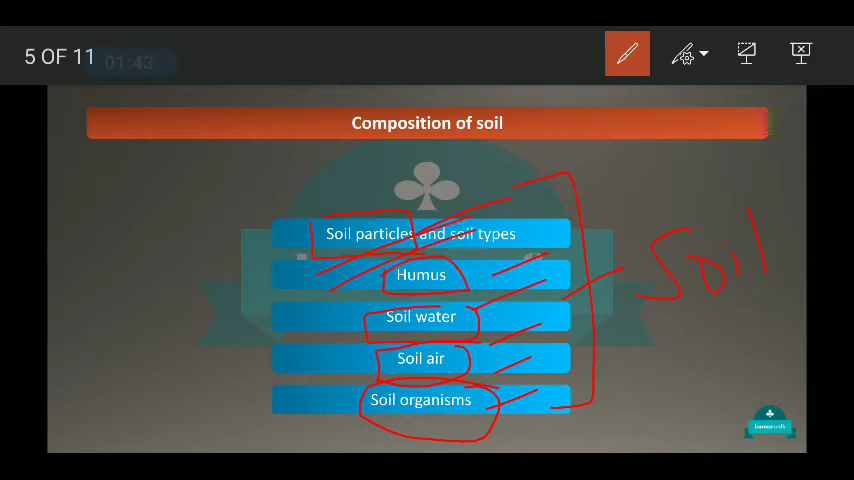 5 OF 11
01:43
Composition of soil
Soil particles and soil types
Humus
Soil water
Soil air
Soil organisms
Soil